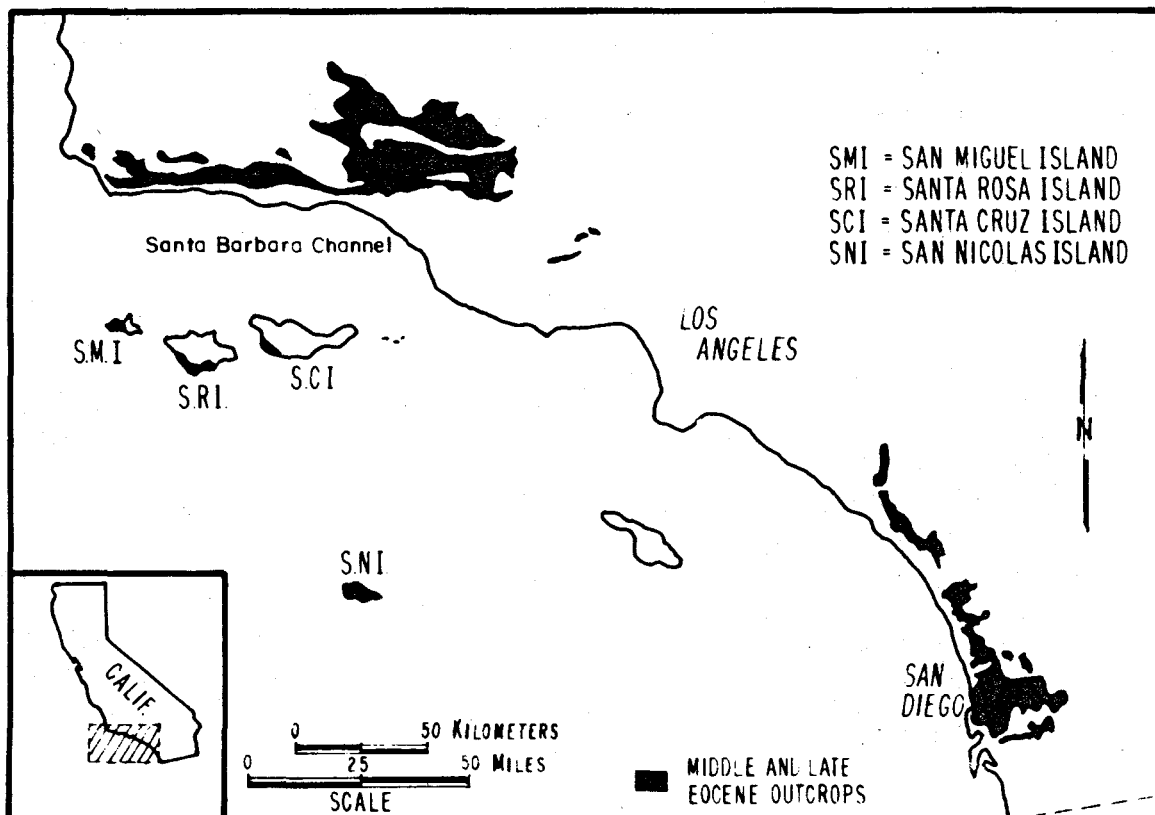 SMI = SAN MIGUEL ISLAND
SRI = SANTA ROSA ISLAND
SCI = SANTA CRUZ ISLAND
SNI = SAN NICOLAS ISLAND
Santa Barbara Channel
S.M.I
S.R.I.
S.C.I
LOS
ANGELES
N
S.N.I.
CALIF.
SAN
DIEGO
0 50 KILOMETERS
0 25 50 MILES
SCALE
MIDDLE AND LATE
EOCENE OUTCROPS